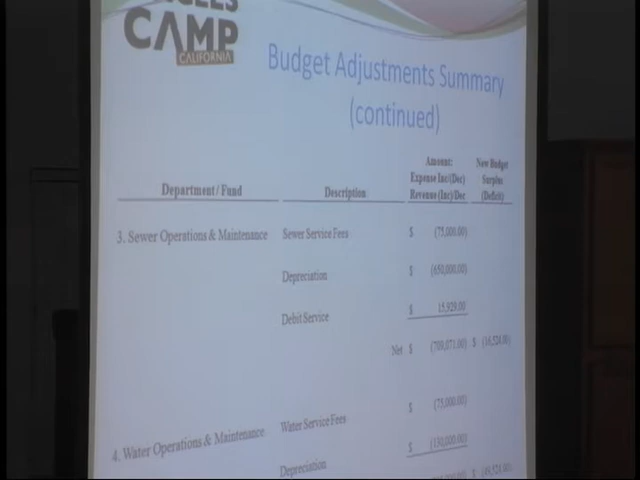 CAMP
CALIFORNIA
Budget Adjustments Summary
(continued)
Department / Fund
Description
Amount:
Expense Inc/(Dec)
Revenue (Inc)/Dec
New Budget
Surplus
(Deficit)
3. Sewer Operations & Maintenance Sewer Service Fees $ (75,000.00)
Depreciation $ (650,000.00)
Debit Service $ 15,929.00
Net $ (709,071.00) $ (16,524.00)
4. Water Operations & Maintenance Water Service Fees $ (75,000.00)
Depreciation $ (130,000.00)